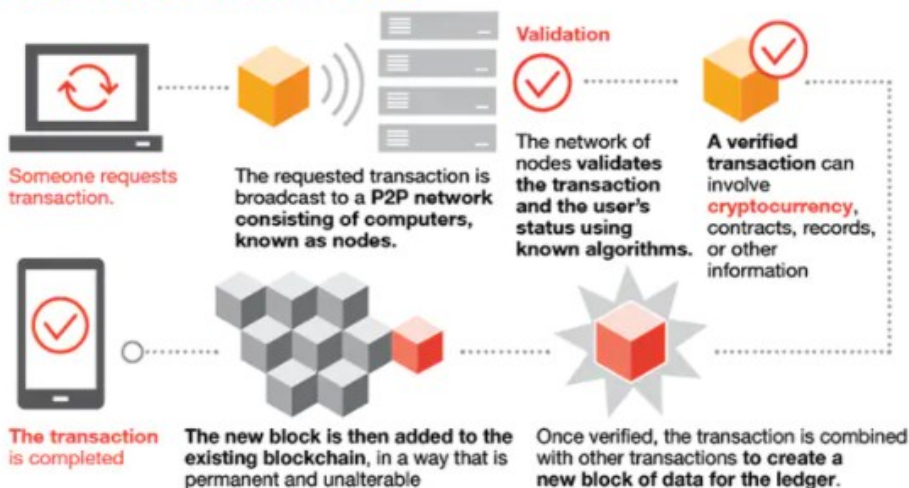 Someone requests
transaction.
The requested transaction is
broadcast to a P2P network
consisting of computers,
known as nodes.
Validation
The network of
nodes validates
the transaction
and the user's
status using
known algorithms.
A verified
transaction can
involve
cryptocurrency,
contracts, records,
or other
information
Once verified, the transaction is combined
with other transactions to create a
new block of data for the ledger.
The new block is then added to the
existing blockchain, in a way that is
permanent and unalterable
The transaction
is completed